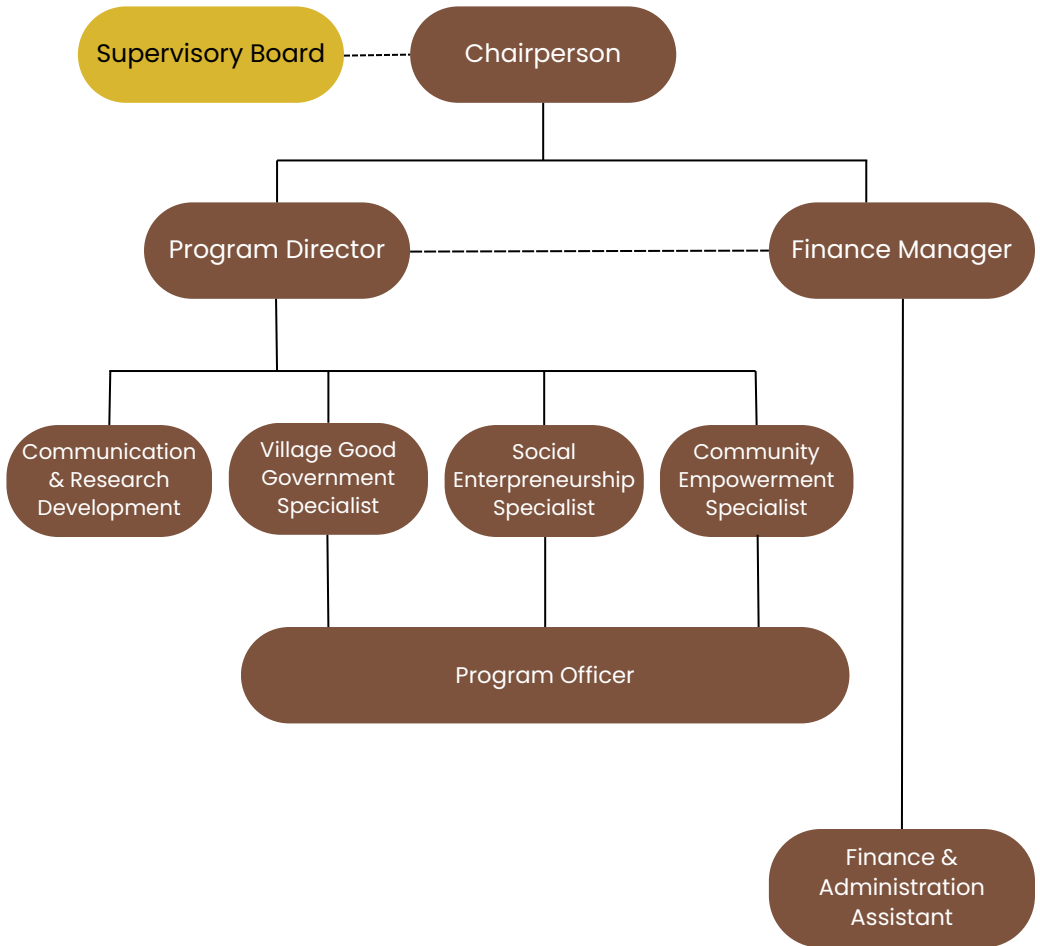 Supervisory Board
Chairperson
Program Director
Finance Manager
Communication
& Research
Development
Village Good
Government
Specialist
Social
Enterpreneurship
Specialist
Community
Empowerment
Specialist
Program Officer
Finance &
Administration
Assistant